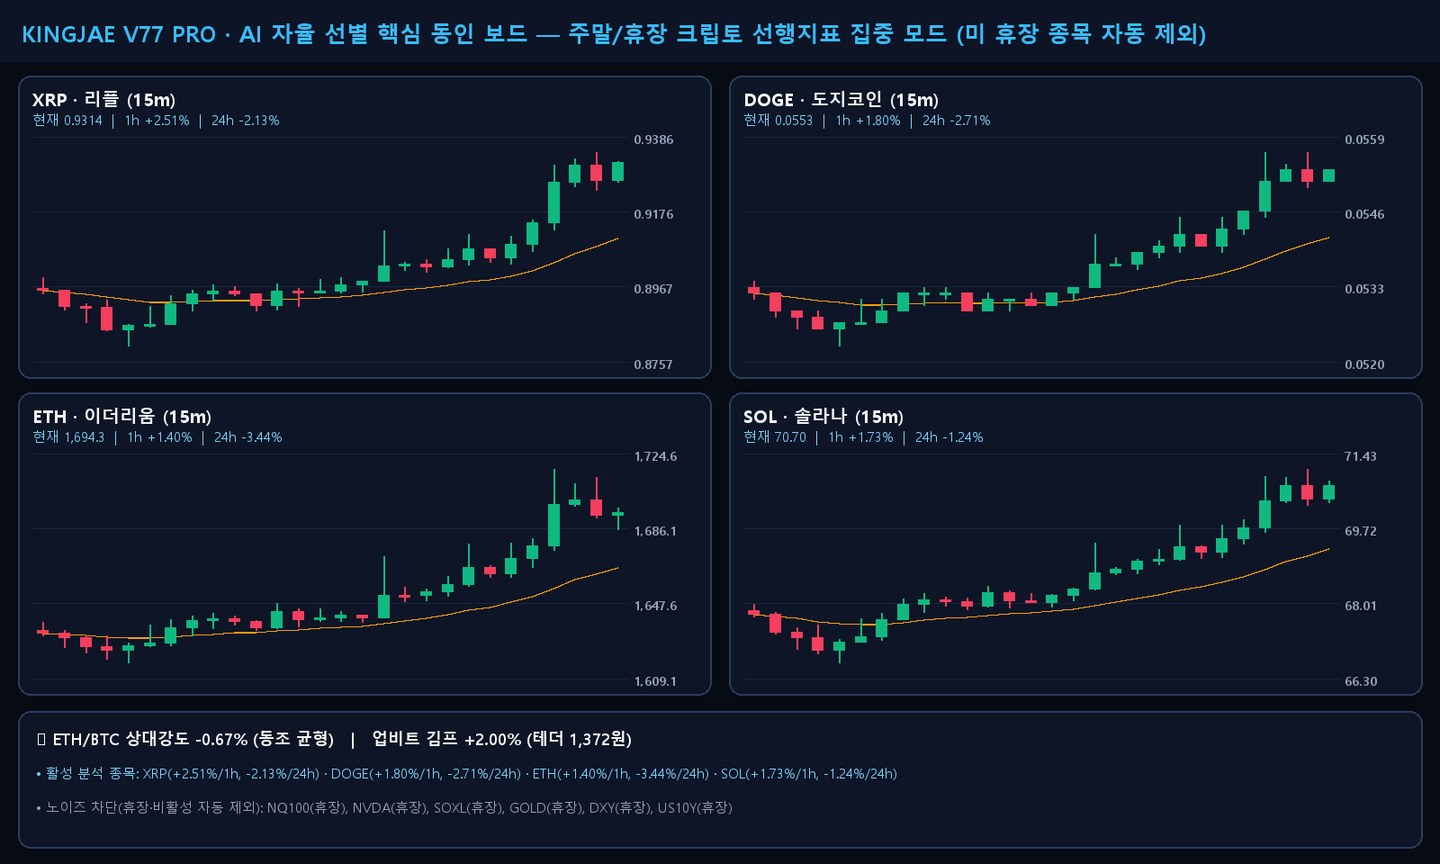 KINGJAE V77 PRO · AI 자율 선별 핵심 동인 보드 — 주말/휴장 크립토 선행지표 집중 모드 (미 휴장 종목 자동 제외)
XRP · 리플 (15m)
현재 0.9314 | 1h +2.51% | 24h -2.13%
0.9386
0.9176
0.8967
0.8757
DOGE · 도지코인 (15m)
현재 0.0553 | 1h +1.80% | 24h -2.71%
0.0559
0.0546
0.0533
0.0520
ETH · 이더리움 (15m)
현재 1,694.3 | 1h +1.40% | 24h -3.44%
1,724.6
1,686.1
1,647.6
1,609.1
SOL · 솔라나 (15m)
현재 70.70 | 1h +1.73% | 24h -1.24%
71.43
69.72
68.01
66.30
ETH/BTC 상대강도 -0.67% (동조 균형) | 업비트 김프 +2.00% (테더 1,372원)
• 활성 분석 종목: XRP(+2.51%/1h, -2.13%/24h) · DOGE(+1.80%/1h, -2.71%/24h) · ETH(+1.40%/1h, -3.44%/24h) · SOL(+1.73%/1h, -1.24%/24h)
• 노이즈 차단(휴장·비활성 자동 제외): NQ100(휴장), NVDA(휴장), SOXL(휴장), GOLD(휴장), DXY(휴장), US10Y(휴장)